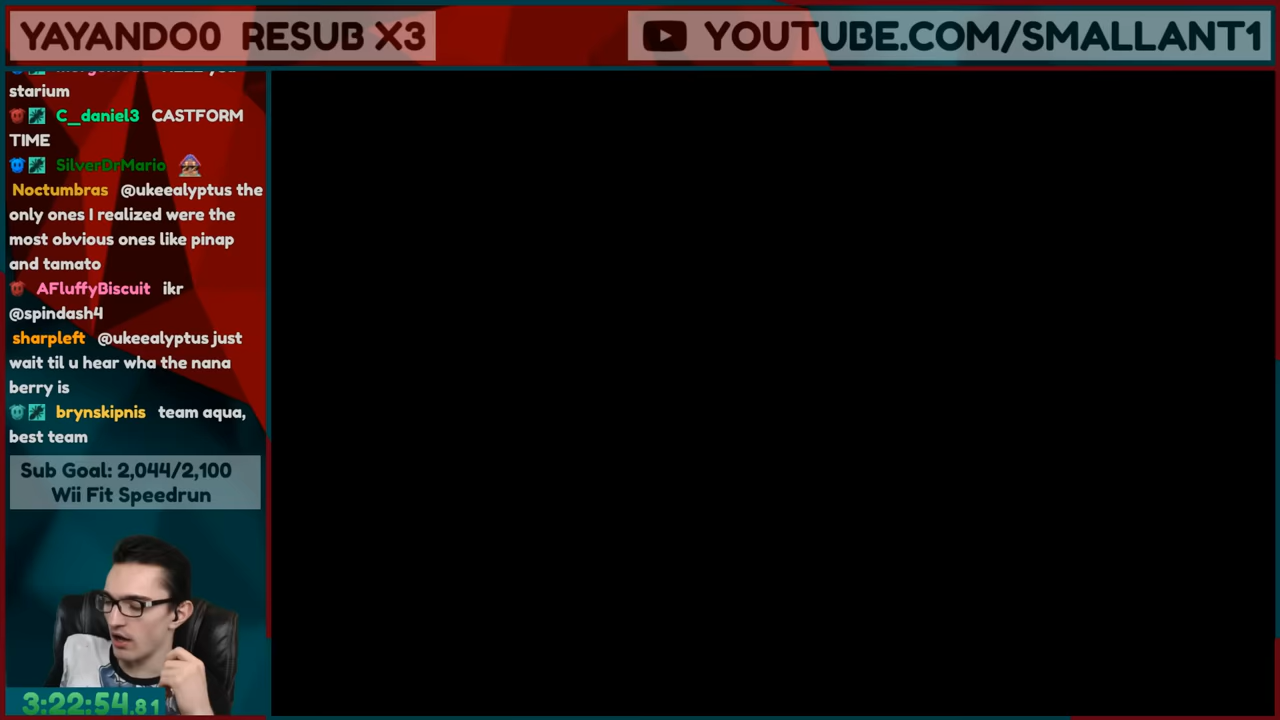 YAYANDO0 RESUB X3
YOUTUBE.COM/SMALLANT1
starium
C_daniel3 CASTFORM
TIME
SilverDrMario
Noctumbras @ukeealyptus the
only ones I realized were the
most obvious ones like pinap
and tamato
AFluffyBiscuit ikr
@spindash4
sharpleft @ukeealyptus just
wait til u hear wha the nana
berry is
brynskipnis team aqua,
best team
Sub Goal: 2,044/2,100
Wii Fit Speedrun
3:22:54.81